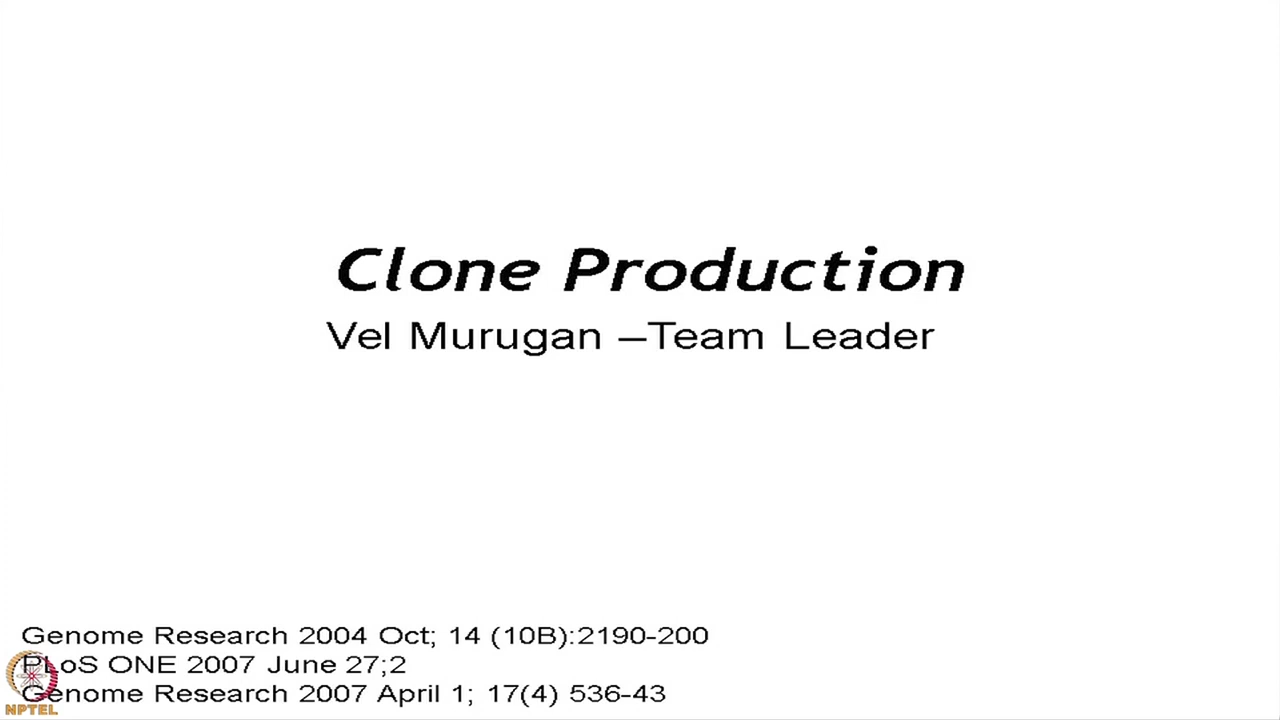 Clone Production
Vel Murugan –Team Leader
Genome Research 2004 Oct; 14 (10B):2190-200
PLoS ONE 2007 June 27;2
Genome Research 2007 April 1; 17(4) 536-43
NPTEL